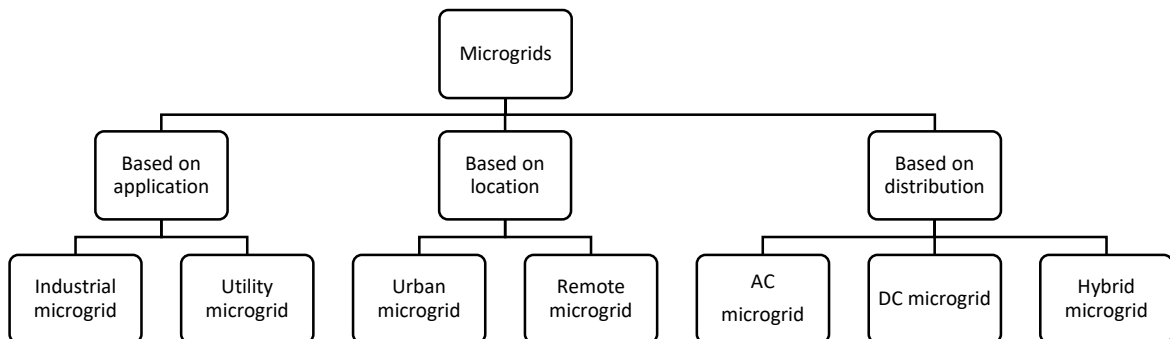 Microgrids
Based on
application
Based on
location
Based on
distribution
Industrial
microgrid
Utility
microgrid
Urban
microgrid
Remote
microgrid
AC
microgrid
DC microgrid
Hybrid
microgrid